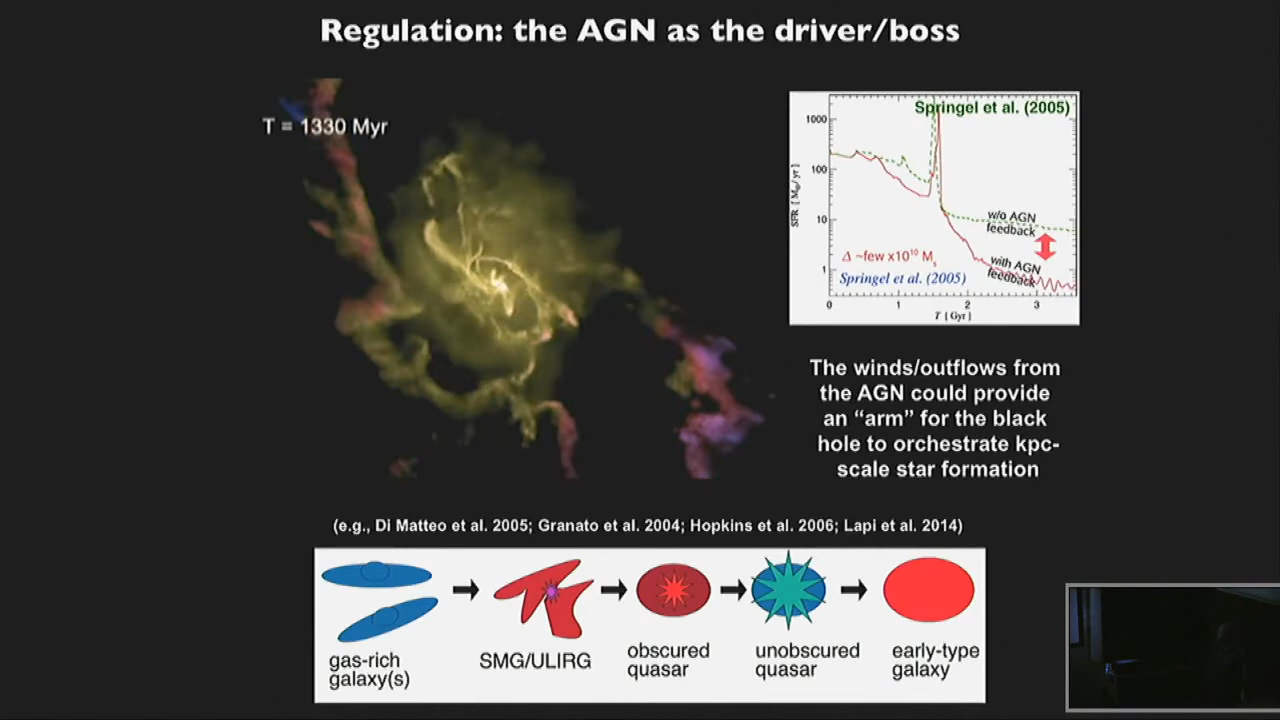 Regulation: the AGN as the driver/boss
T = 1330 Myr
Springel et al. (2005)
1000
100
10
1
SFR [ M☉/ yr ]
w/o AGN
feedback
with AGN
feedback
Δ ~few x10¹⁰ Mₛ
Springel et al. (2005)
0 1 2 3
T [ Gyr ]
The winds/outflows from
the AGN could provide
an “arm” for the black
hole to orchestrate kpc-
scale star formation
(e.g., Di Matteo et al. 2005; Granato et al. 2004; Hopkins et al. 2006; Lapi et al. 2014)
gas-rich
galaxy(s)
SMG/ULIRG
obscured
quasar
unobscured
quasar
early-type
galaxy